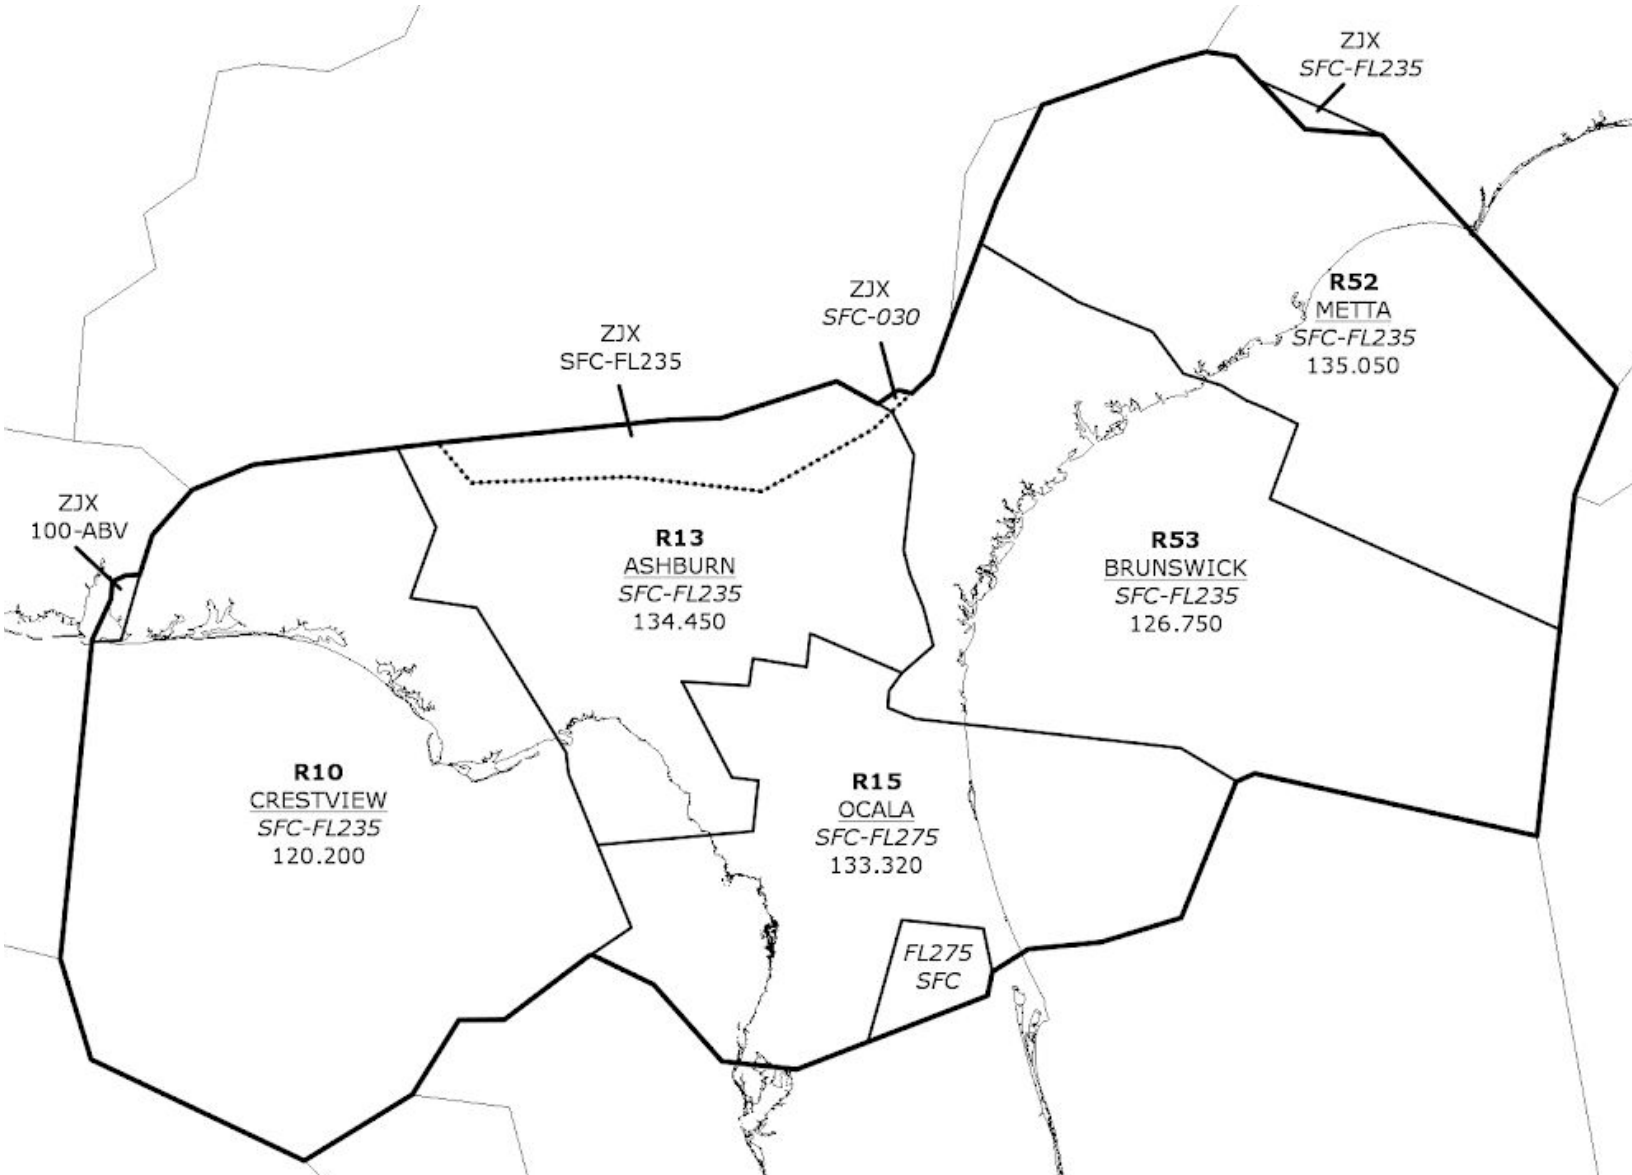 ZJX
SFC-FL235
ZJX
SFC-030
R52
METTA
SFC-FL235
135.050
ZJX
SFC-FL235
ZJX
100-ABV
R13
ASHBURN
SFC-FL235
134.450
R53
BRUNSWICK
SFC-FL235
126.750
R10
CRESTVIEW
SFC-FL235
120.200
R15
OCALA
SFC-FL275
133.320
FL275
SFC